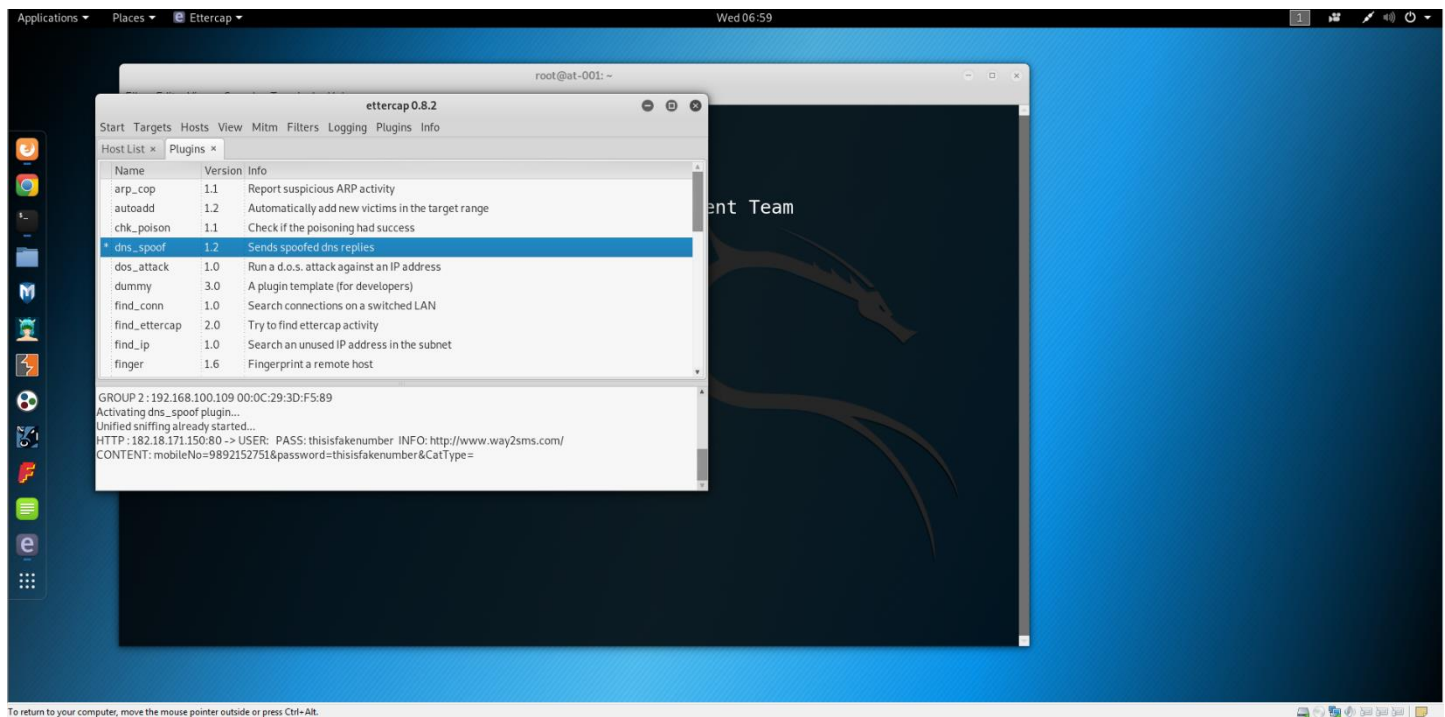 Applications Places Ettercap Wed 06:59 1
root@at-001: ~
ettercap 0.8.2
Start Targets Hosts View Mitm Filters Logging Plugins Info
Host List × Plugins ×
Name Version Info
arp_cop 1.1 Report suspicious ARP activity
autoadd 1.2 Automatically add new victims in the target range
chk_poison 1.1 Check if the poisoning had success
* dns_spoof 1.2 Sends spoofed dns replies
dos_attack 1.0 Run a d.o.s. attack against an IP address
dummy 3.0 A plugin template (for developers)
find_conn 1.0 Search connections on a switched LAN
find_ettercap 2.0 Try to find ettercap activity
find_ip 1.0 Search an unused IP address in the subnet
finger 1.6 Fingerprint a remote host
ent Team
GROUP 2 : 192.168.100.109 00:0C:29:3D:F5:89
Activating dns_spoof plugin...
Unified sniffing already started...
HTTP : 182.18.171.150:80 -> USER: PASS: thisisfakenumber INFO: http://www.way2sms.com/
CONTENT: mobileNo=9892152751&password=thisisfakenumber&CatType=
To return to your computer, move the mouse pointer outside or press Ctrl+Alt.